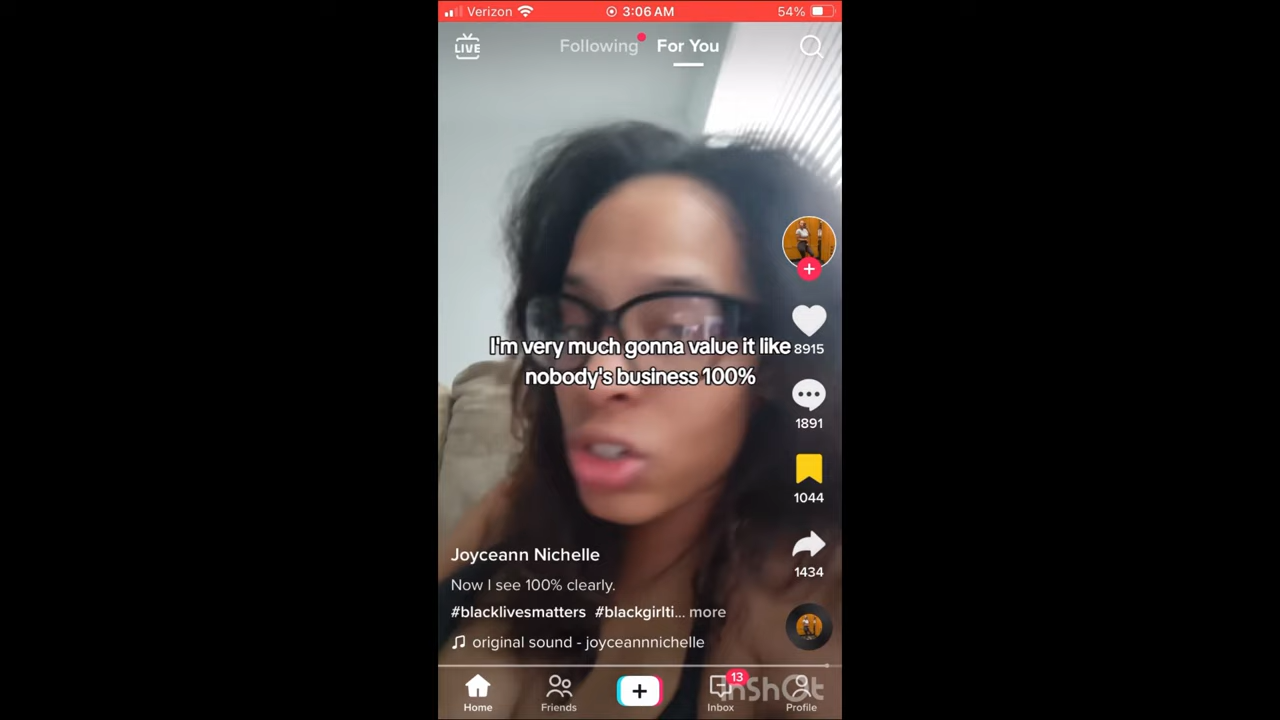 Verizon 3:06 AM 54%
LIVE Following For You
I'm very much gonna value it like
nobody's business 100%
8915
1891
1044
1434
Joyceann Nichelle
Now I see 100% clearly.
#blacklivesmatters #blackgirlti... more
original sound - joyceannnichelle
13
InShOt
Home Friends Inbox Profile